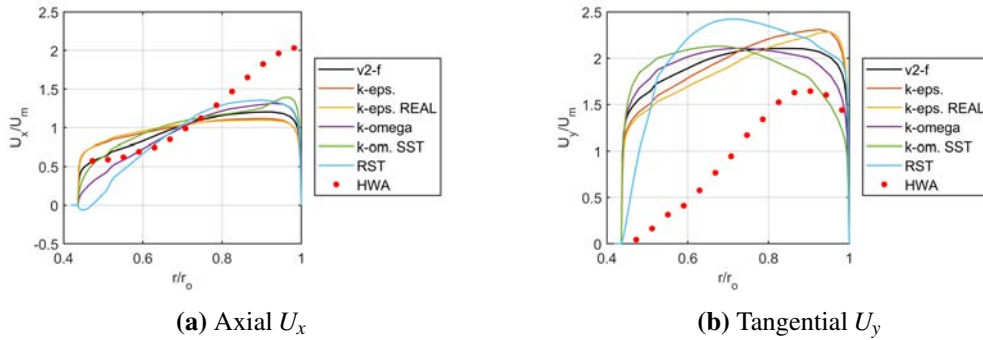 2.5
2
1.5
1
0.5
0
-0.5
U_x/U_m
0.4 0.6 0.8 1
r/r_o
v2-f
k-eps.
k-eps. REAL
k-omega
k-om. SST
RST
HWA
(a) Axial U_x
2.5
2
1.5
1
0.5
0
U_y/U_m
0.4 0.6 0.8 1
r/r_o
v2-f
k-eps.
k-eps. REAL
k-omega
k-om. SST
RST
HWA
(b) Tangential U_y